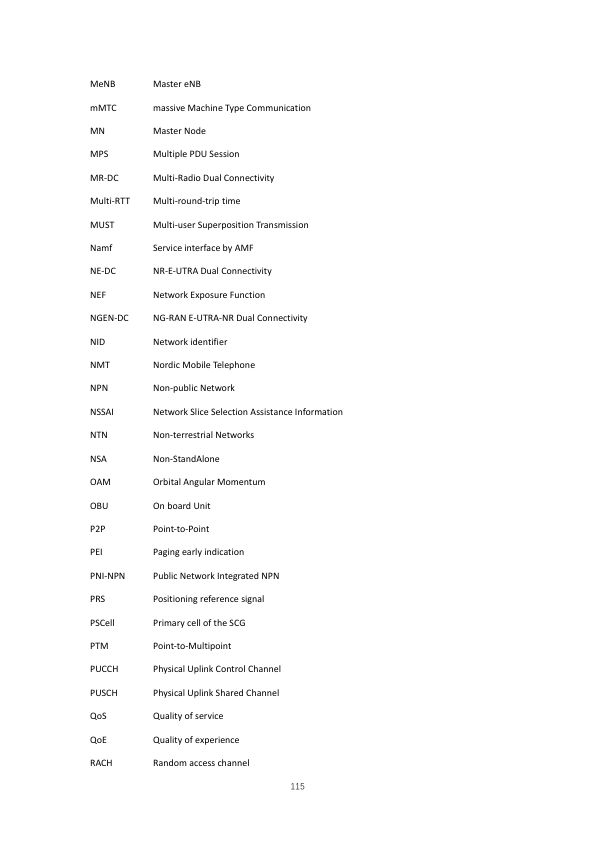 MeNB Master eNB
mMTC massive Machine Type Communication
MN Master Node
MPS Multiple PDU Session
MR-DC Multi-Radio Dual Connectivity
Multi-RTT Multi-round-trip time
MUST Multi-user Superposition Transmission
Namf Service interface by AMF
NE-DC NR-E-UTRA Dual Connectivity
NEF Network Exposure Function
NGEN-DC NG-RAN E-UTRA-NR Dual Connectivity
NID Network identifier
NMT Nordic Mobile Telephone
NPN Non-public Network
NSSAI Network Slice Selection Assistance Information
NTN Non-terrestrial Networks
NSA Non-StandAlone
OAM Orbital Angular Momentum
OBU On board Unit
P2P Point-to-Point
PEI Paging early indication
PNI-NPN Public Network Integrated NPN
PRS Positioning reference signal
PSCell Primary cell of the SCG
PTM Point-to-Multipoint
PUCCH Physical Uplink Control Channel
PUSCH Physical Uplink Shared Channel
QoS Quality of service
QoE Quality of experience
RACH Random access channel
115